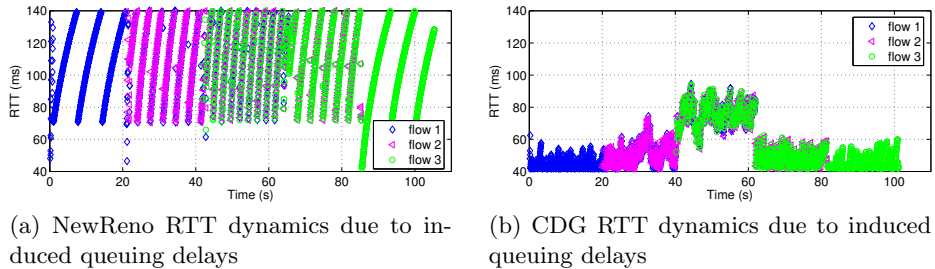 140
120
100
80
60
40
RTT (ms)
0
20
40
60
80
100
Time (s)
flow 1
flow 2
flow 3
(a) NewReno RTT dynamics due to in-
duced queuing delays
140
120
100
80
60
40
RTT (ms)
0
20
40
60
80
100
Time (s)
flow 1
flow 2
flow 3
(b) CDG RTT dynamics due to induced
queuing delays